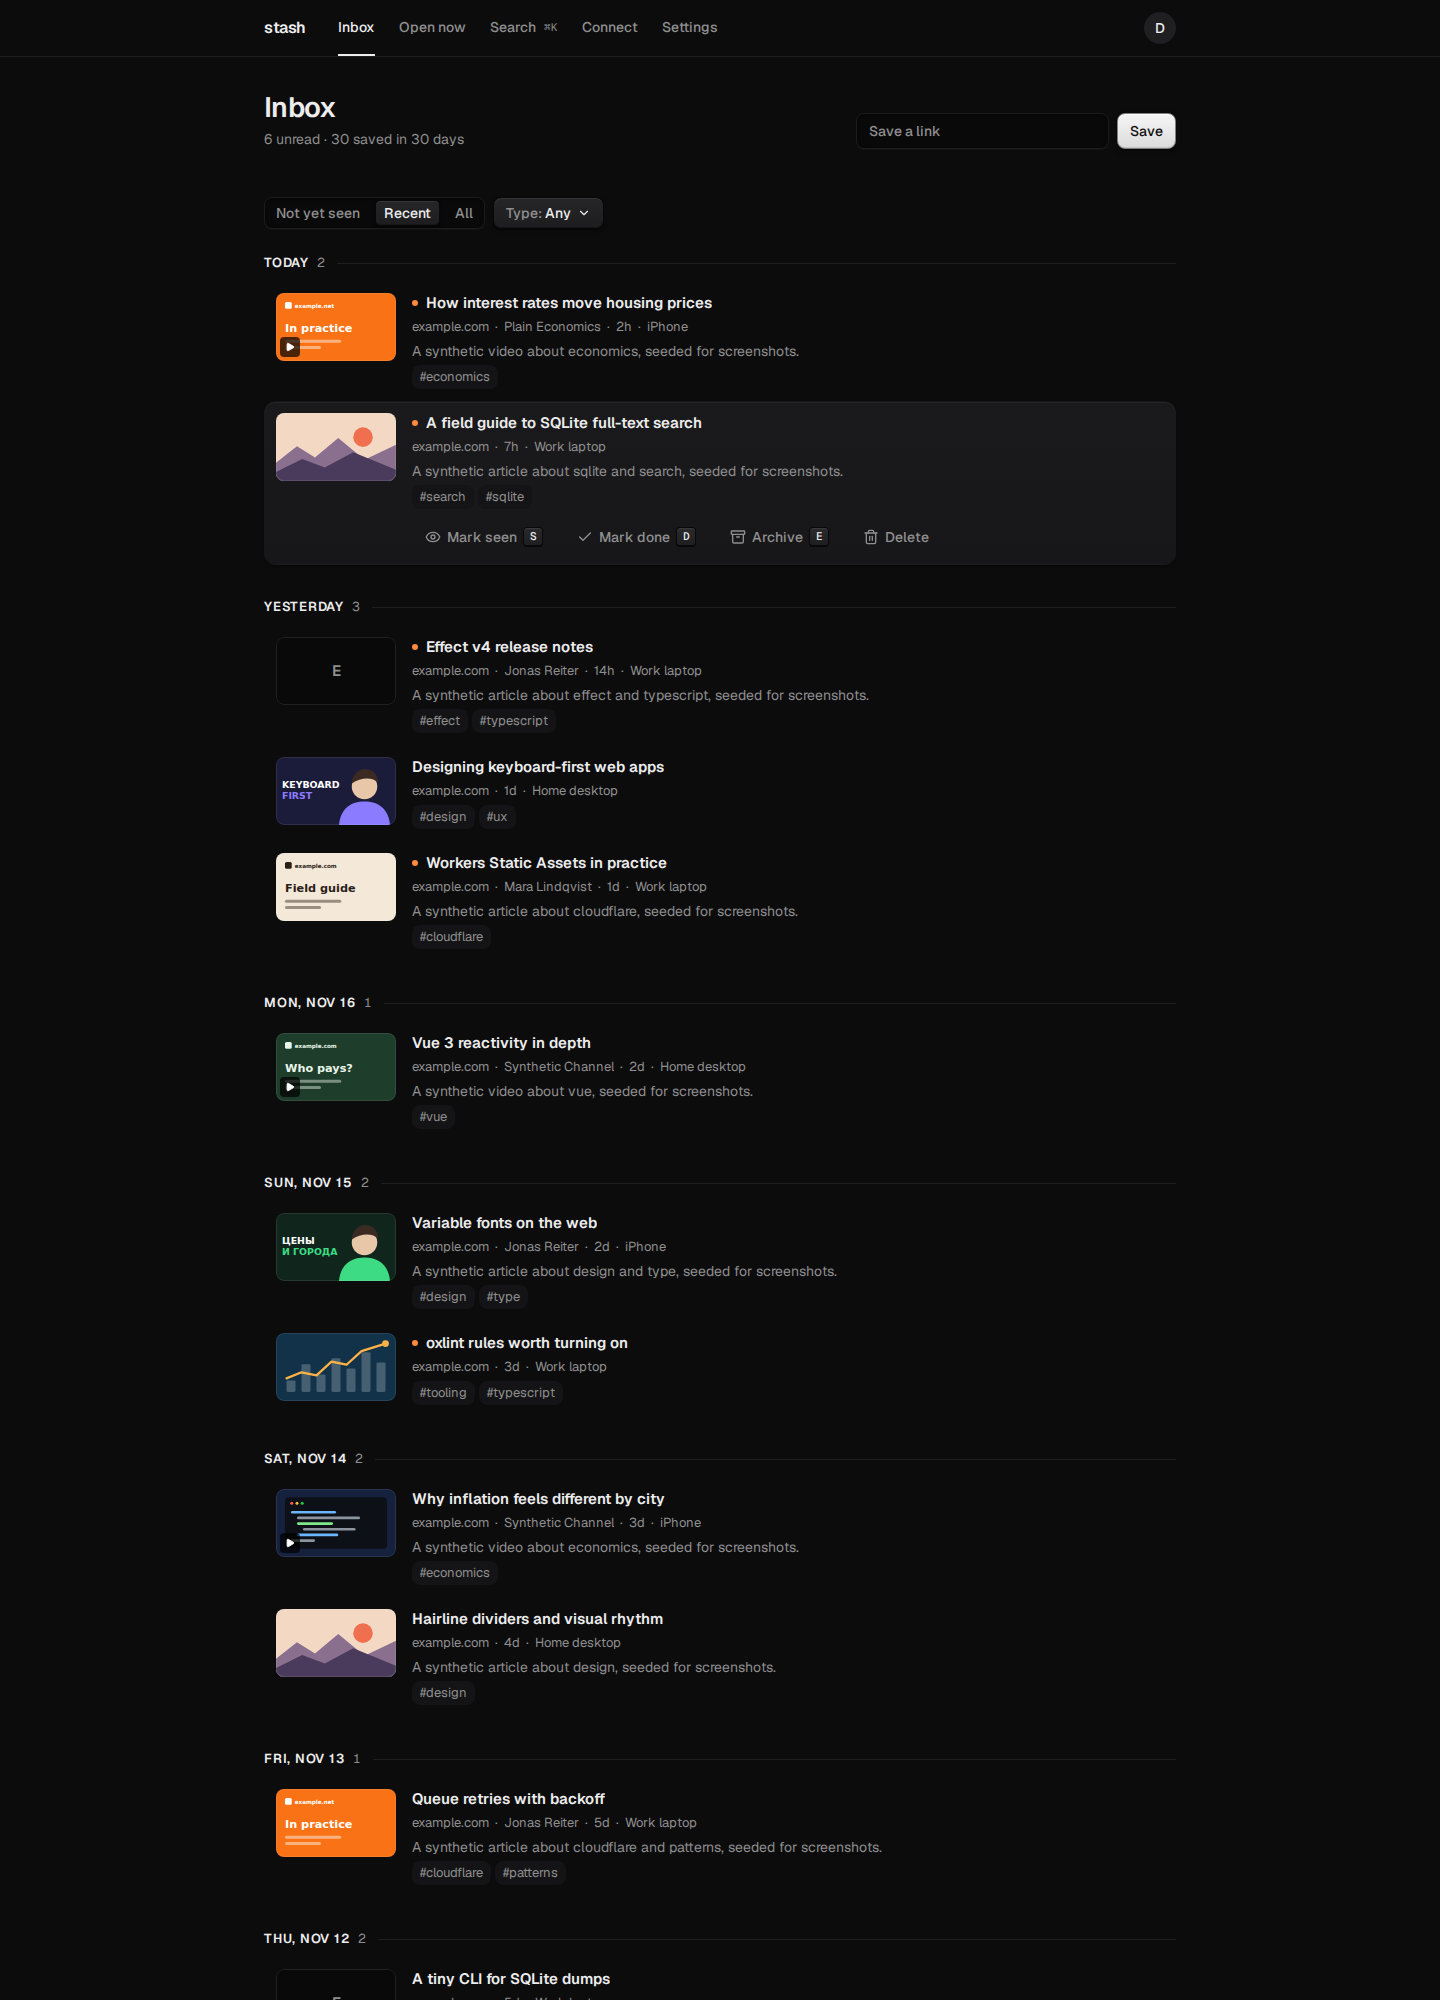 stash Inbox Open now Search ⌘K Connect Settings D
Inbox
6 unread · 30 saved in 30 days
Save a link Save
Not yet seen Recent All Type: Any
TODAY 2
example.net
In practice
How interest rates move housing prices
example.com · Plain Economics · 2h · iPhone
A synthetic video about economics, seeded for screenshots.
#economics
A field guide to SQLite full-text search
example.com · 7h · Work laptop
A synthetic article about sqlite and search, seeded for screenshots.
#search #sqlite
Mark seen S Mark done D Archive E Delete
YESTERDAY 3
E
Effect v4 release notes
example.com · Jonas Reiter · 14h · Work laptop
A synthetic article about effect and typescript, seeded for screenshots.
#effect #typescript
KEYBOARD
FIRST
Designing keyboard-first web apps
example.com · 1d · Home desktop
#design #ux
example.com
Field guide
Workers Static Assets in practice
example.com · Mara Lindqvist · 1d · Work laptop
A synthetic article about cloudflare, seeded for screenshots.
#cloudflare
MON, NOV 16 1
example.com
Who pays?
Vue 3 reactivity in depth
example.com · Synthetic Channel · 2d · Home desktop
A synthetic video about vue, seeded for screenshots.
#vue
SUN, NOV 15 2
ЦЕНЫ
И ГОРОДА
Variable fonts on the web
example.com · Jonas Reiter · 2d · iPhone
A synthetic article about design and type, seeded for screenshots.
#design #type
oxlint rules worth turning on
example.com · 3d · Work laptop
#tooling #typescript
SAT, NOV 14 2
Why inflation feels different by city
example.com · Synthetic Channel · 3d · iPhone
A synthetic video about economics, seeded for screenshots.
#economics
Hairline dividers and visual rhythm
example.com · 4d · Home desktop
A synthetic article about design, seeded for screenshots.
#design
FRI, NOV 13 1
example.net
In practice
Queue retries with backoff
example.com · Jonas Reiter · 5d · Work laptop
A synthetic article about cloudflare and patterns, seeded for screenshots.
#cloudflare #patterns
THU, NOV 12 2
A tiny CLI for SQLite dumps